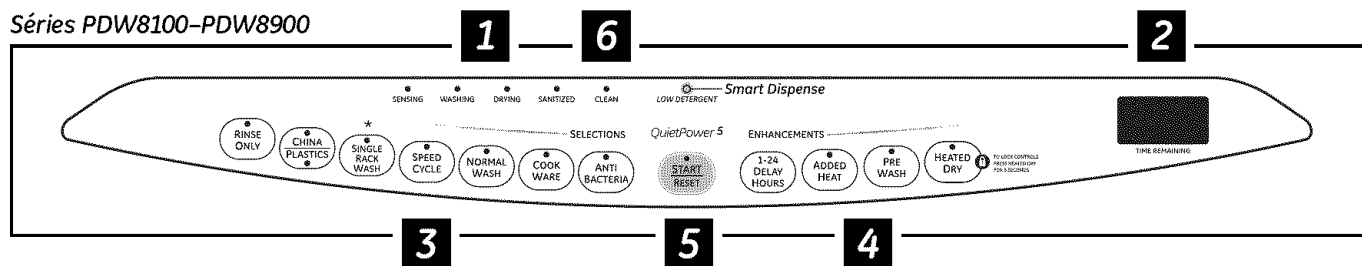 Séries PDW8100–PDW8900
1 6 2
SENSING WASHING DRYING SANITIZED CLEAN LOW DETERGENT Smart Dispense
RINSE ONLY
CHINA PLASTICS
*
SINGLE RACK WASH
SELECTIONS
SPEED CYCLE
NORMAL WASH
COOK WARE
ANTI BACTERIA
QuietPower 5
START RESET
ENHANCEMENTS
1-24 DELAY HOURS
ADDED HEAT
PRE WASH
HEATED DRY
TO LOCK CONTROLS
PRESS HEATED DRY
FOR 3 SECONDS
TIME REMAINING
3 5 4